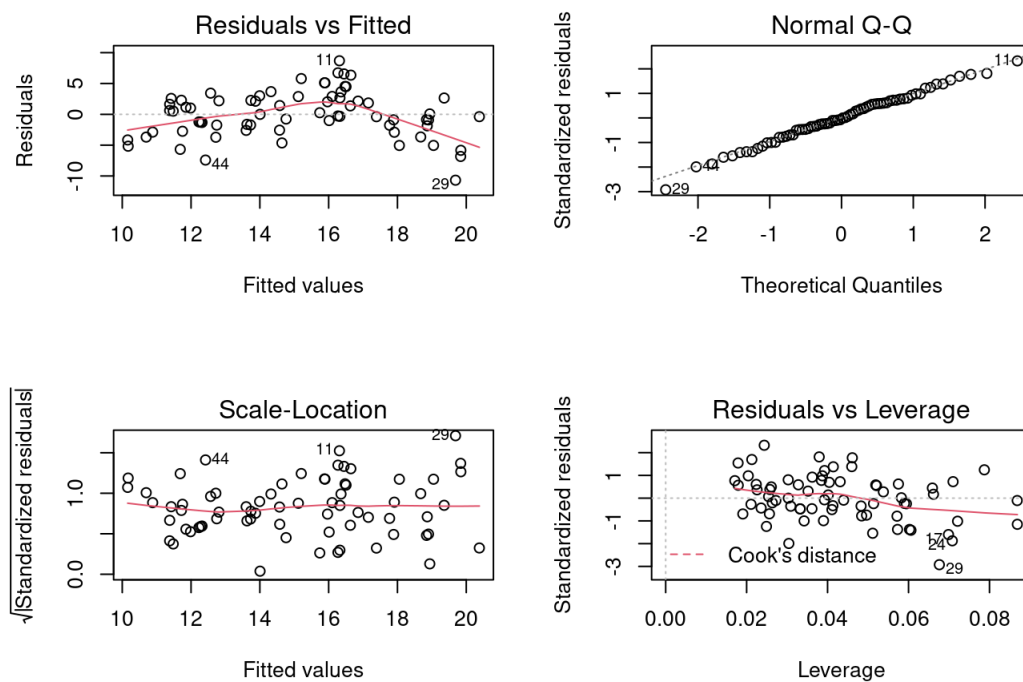 Residuals vs Fitted
Residuals
5
0
-10
11
44
29
10 12 14 16 18 20
Fitted values
Normal Q-Q
Standardized residuals
1
-1
-3
11
44
29
-2 -1 0 1 2
Theoretical Quantiles
Scale-Location
√|Standardized residuals|
1.0
0.0
29
11
44
10 12 14 16 18 20
Fitted values
Residuals vs Leverage
Standardized residuals
1
-1
-3
17
24
29
Cook's distance
0.00 0.02 0.04 0.06 0.08
Leverage